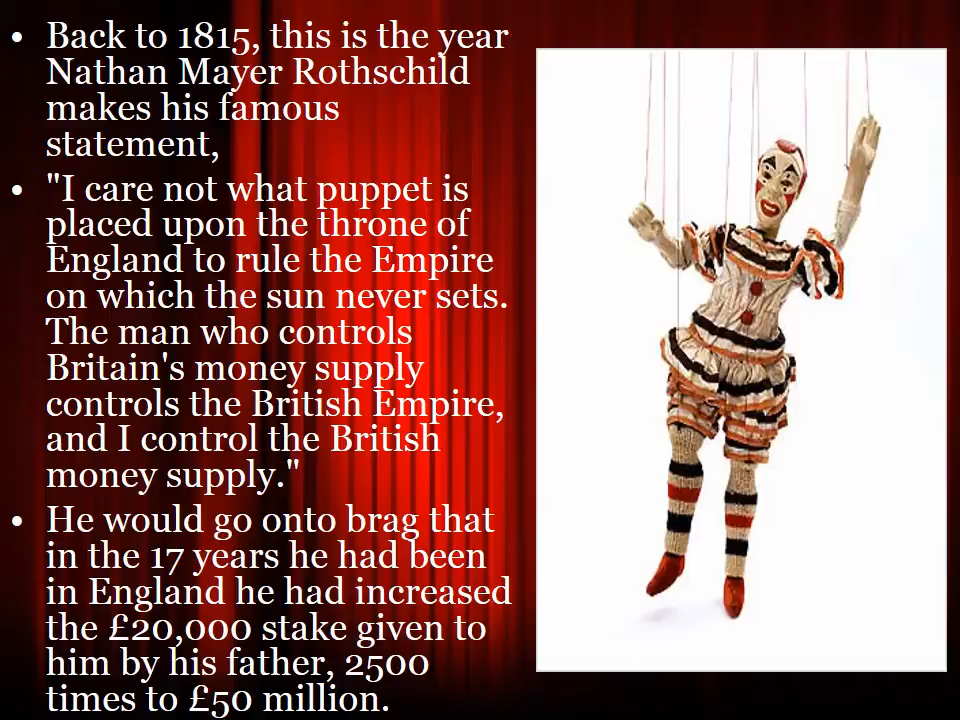 • Back to 1815, this is the year
Nathan Mayer Rothschild
makes his famous
statement,
• "I care not what puppet is
placed upon the throne of
England to rule the Empire
on which the sun never sets.
The man who controls
Britain's money supply
controls the British Empire,
and I control the British
money supply."
• He would go onto brag that
in the 17 years he had been
in England he had increased
the £20,000 stake given to
him by his father, 2500
times to £50 million.